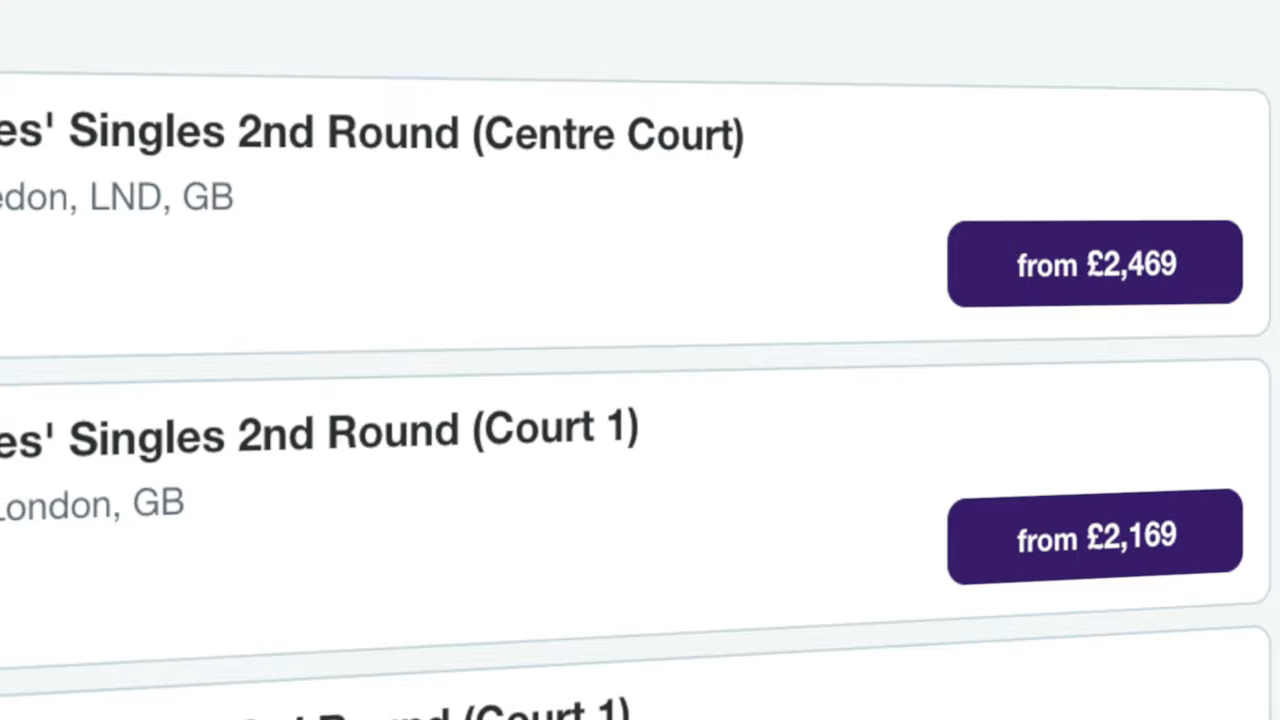 es' Singles 2nd Round (Centre Court)
edon, LND, GB
from £2,469
es' Singles 2nd Round (Court 1)
London, GB
from £2,169
Round (Court 1)